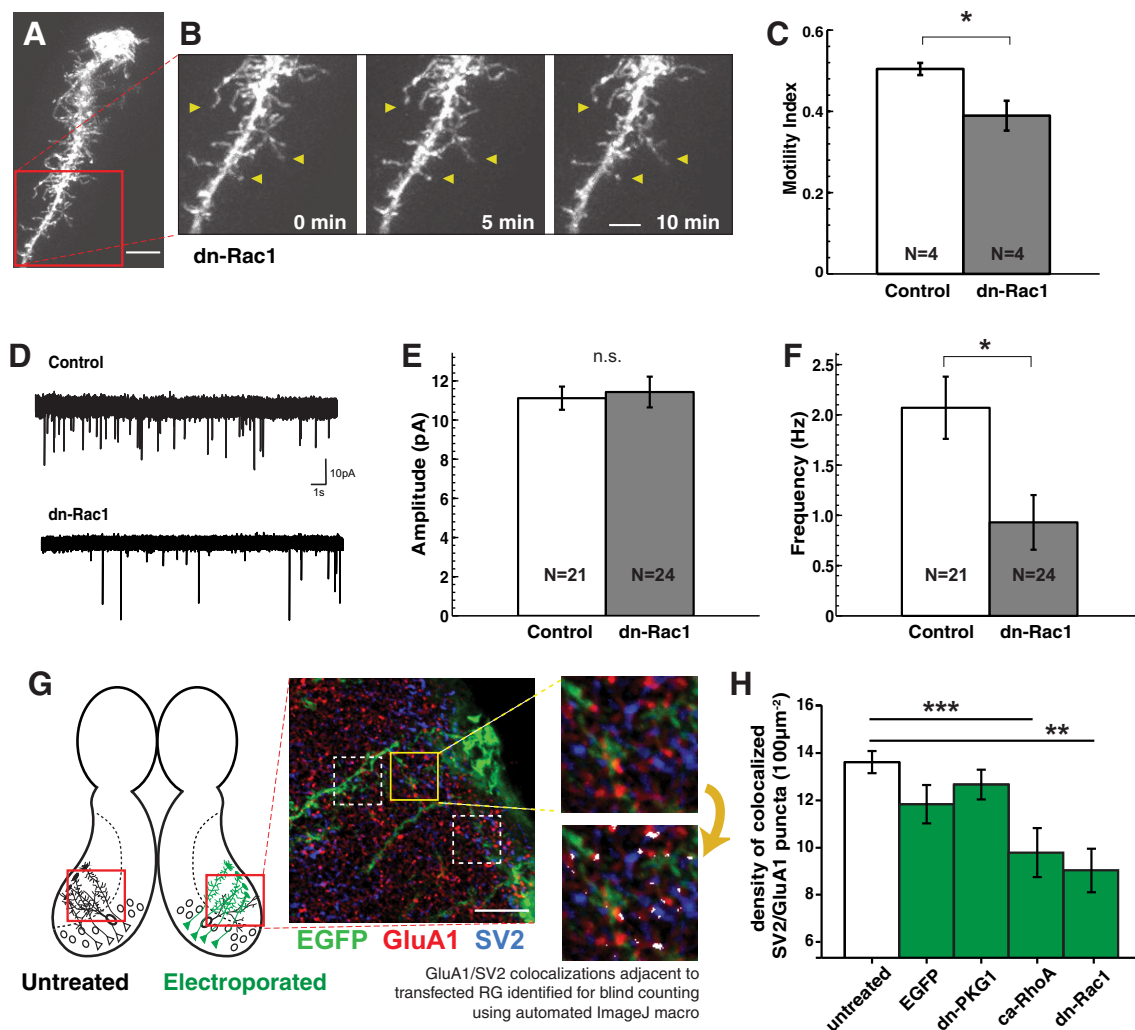 A
B
0 min
5 min
10 min
dn-Rac1
C
*
Motility Index
0.6
0.4
0.2
0
N=4
N=4
Control
dn-Rac1
D
Control
10pA
1s
dn-Rac1
E
n.s.
Amplitude (pA)
12
10
8
6
4
2
0
N=21
N=24
Control
dn-Rac1
F
*
Frequency (Hz)
2.5
2.0
1.5
1.0
0.5
0
N=21
N=24
Control
dn-Rac1
G
Untreated
Electroporated
EGFP GluA1 SV2
GluA1/SV2 colocalizations adjacent to
transfected RG identified for blind counting
using automated ImageJ macro
H
density of colocalized
SV2/GluA1 puncta (100µm⁻²)
16
14
12
10
8
6
***
**
untreated
EGFP
dn-PKG1
ca-RhoA
dn-Rac1